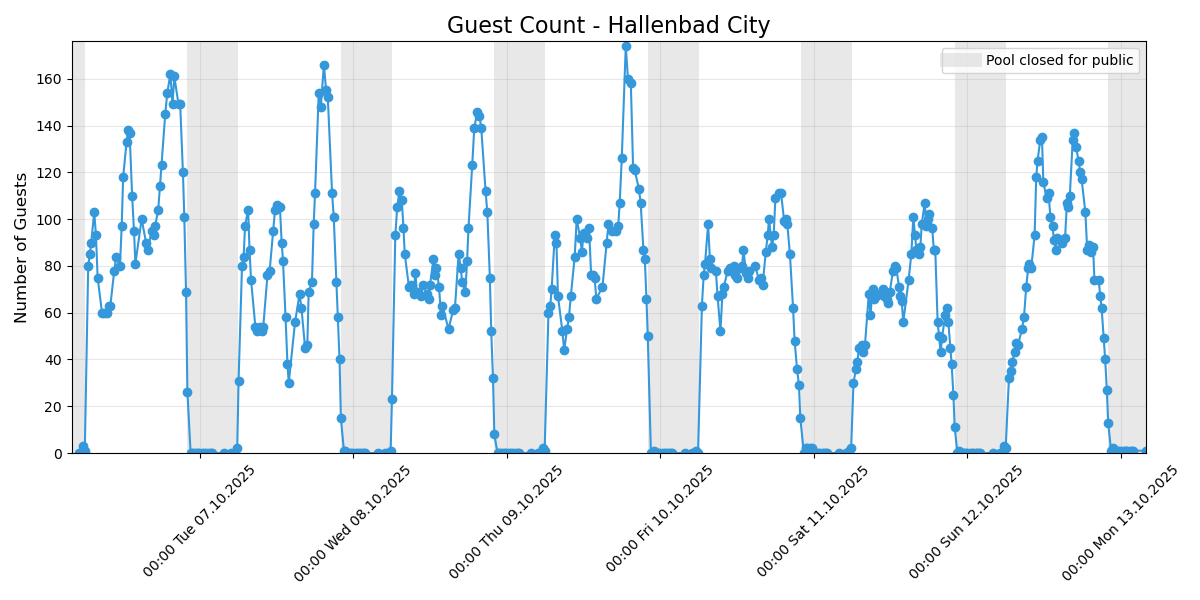 Guest Count - Hallenbad City
Pool closed for public
Number of Guests
160
140
120
100
80
60
40
20
0
00:00 Tue 07.10.2025
00:00 Wed 08.10.2025
00:00 Thu 09.10.2025
00:00 Fri 10.10.2025
00:00 Sat 11.10.2025
00:00 Sun 12.10.2025
00:00 Mon 13.10.2025